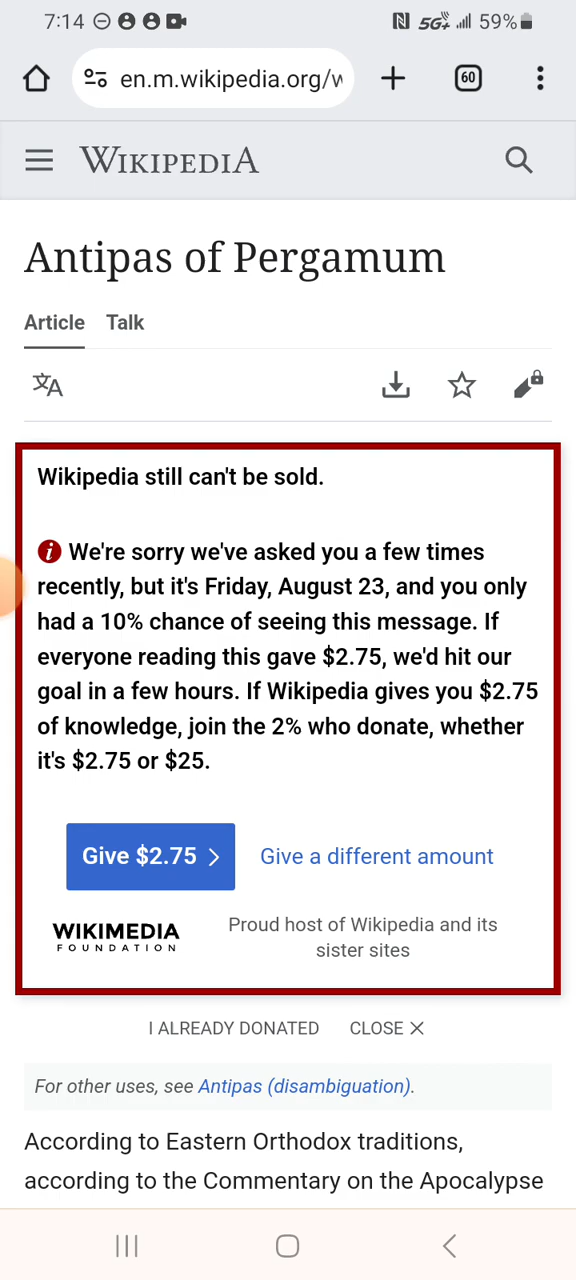 7:14
5G+ 59%
en.m.wikipedia.org/w
60
WIKIPEDIA
Antipas of Pergamum
Article Talk
文A
Wikipedia still can't be sold.
i We're sorry we've asked you a few times
recently, but it's Friday, August 23, and you only
had a 10% chance of seeing this message. If
everyone reading this gave $2.75, we'd hit our
goal in a few hours. If Wikipedia gives you $2.75
of knowledge, join the 2% who donate, whether
it's $2.75 or $25.
Give $2.75 Give a different amount
WIKIMEDIA
FOUNDATION
Proud host of Wikipedia and its
sister sites
I ALREADY DONATED CLOSE
For other uses, see Antipas (disambiguation).
According to Eastern Orthodox traditions,
according to the Commentary on the Apocalypse